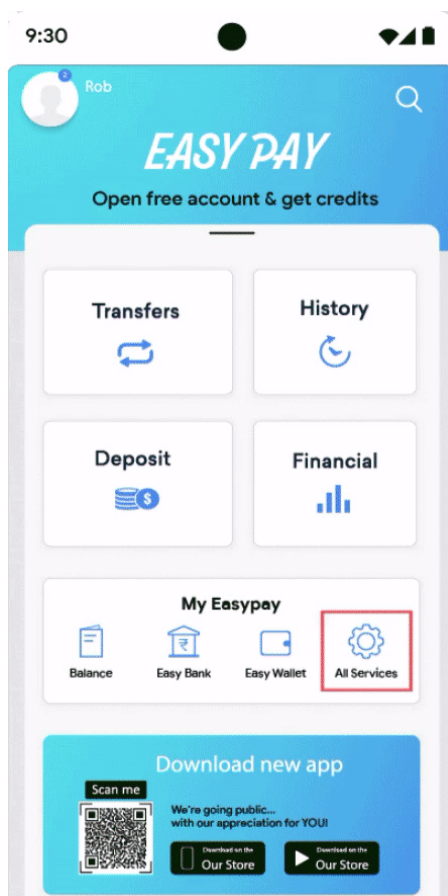 9:30
2
Rob
EASY PAY
Open free account & get credits
Transfers
History
Deposit
$
Financial
My Easypay
₹
Balance
Easy Bank
Easy Wallet
All Services
Download new app
Scan me
We're going public...
with our appreciation for YOU!
Download on the
Our Store
Download on the
Our Store